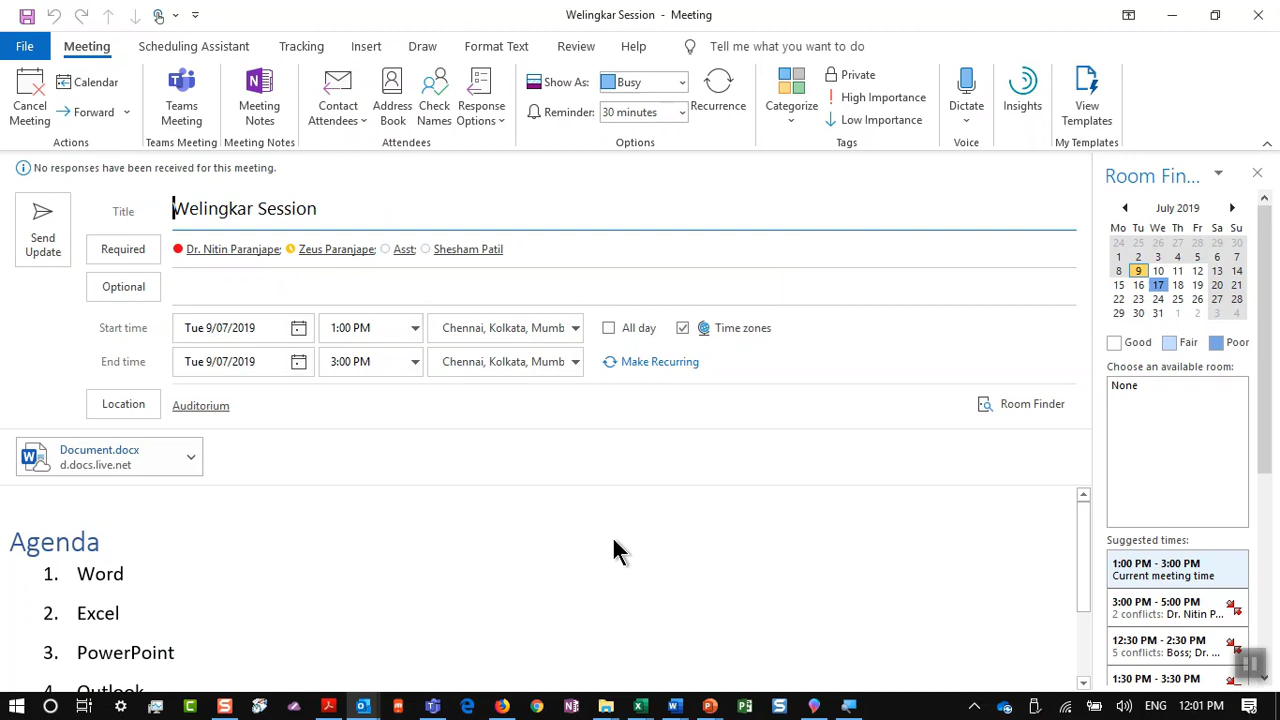 Welingkar Session - Meeting
File Meeting Scheduling Assistant Tracking Insert Draw Format Text Review Help Tell me what you want to do
Cancel Meeting
Calendar
Forward
Actions
Teams Meeting
Teams Meeting
Meeting Notes
Meeting Notes
Contact Attendees
Address Book
Check Names
Response Options
Attendees
Show As: Busy
Reminder: 30 minutes
Recurrence
Options
Categorize
Private
High Importance
Low Importance
Tags
Dictate
Voice
Insights
View Templates
My Templates
No responses have been received for this meeting.
Send Update
Title Welingkar Session
Required Dr. Nitin Paranjape; Zeus Paranjape; Asst; Shesham Patil
Optional
Start time Tue 9/07/2019 1:00 PM Chennai, Kolkata, Mumb All day Time zones
End time Tue 9/07/2019 3:00 PM Chennai, Kolkata, Mumb Make Recurring
Location Auditorium Room Finder
Document.docx
d.docs.live.net
Agenda
1. Word
2. Excel
3. PowerPoint
4. Outlook
Room Fin...
July 2019
Mo Tu We Th Fr Sa Su
24 25 26 27 28 29 30
1 2 3 4 5 6 7
8 9 10 11 12 13 14
15 16 17 18 19 20 21
22 23 24 25 26 27 28
29 30 31 1 2 3 4
Good Fair Poor
Choose an available room:
None
Suggested times:
1:00 PM - 3:00 PM
Current meeting time
3:00 PM - 5:00 PM
2 conflicts: Dr. Nitin P...
12:30 PM - 2:30 PM
5 conflicts: Boss; Dr. ...
1:30 PM - 3:30 PM
ENG 12:01 PM